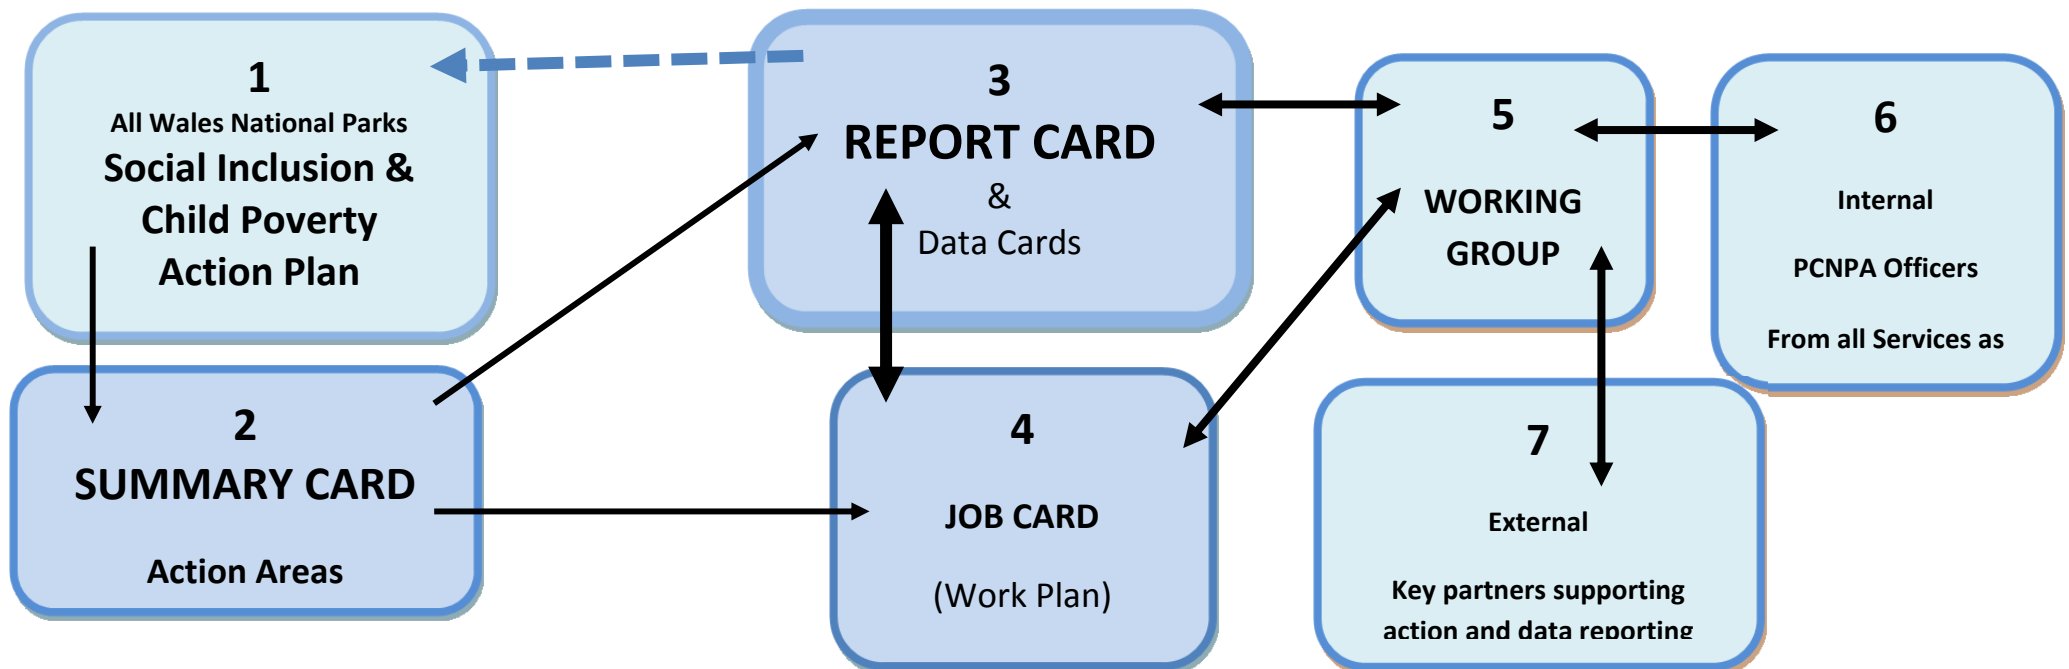 1
All Wales National Parks
Social Inclusion &
Child Poverty
Action Plan
2
SUMMARY CARD
Action Areas
3
REPORT CARD
&
Data Cards
4
JOB CARD
(Work Plan)
5
WORKING
GROUP
6
Internal
PCNPA Officers
From all Services as
7
External
Key partners supporting
action and data reporting